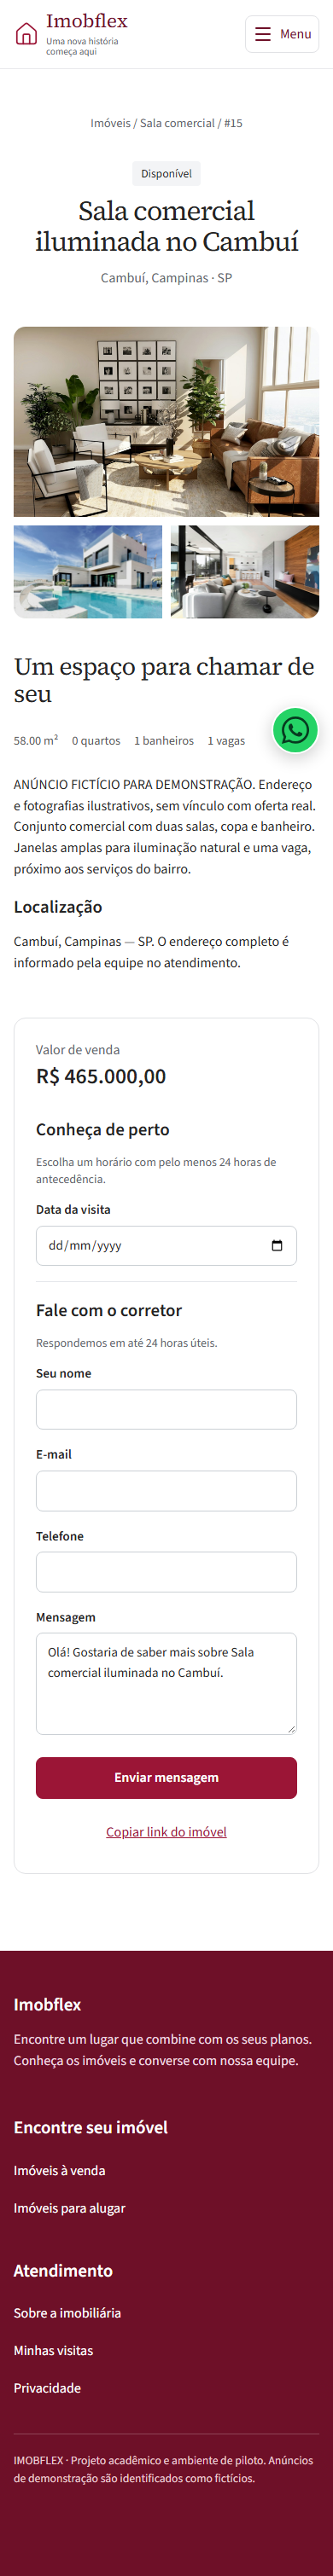 Imobflex
Uma nova história
começa aqui
Menu
Imóveis / Sala comercial / #15
Disponível
Sala comercial
iluminada no Cambuí
Cambuí, Campinas · SP
Um espaço para chamar de
seu
58.00 m² 0 quartos 1 banheiros 1 vagas
ANÚNCIO FICTÍCIO PARA DEMONSTRAÇÃO. Endereço
e fotografias ilustrativos, sem vínculo com oferta real.
Conjunto comercial com duas salas, copa e banheiro.
Janelas amplas para iluminação natural e uma vaga,
próximo aos serviços do bairro.
Localização
Cambuí, Campinas — SP. O endereço completo é
informado pela equipe no atendimento.
Valor de venda
R$ 465.000,00
Conheça de perto
Escolha um horário com pelo menos 24 horas de
antecedência.
Data da visita
dd/mm/yyyy
Fale com o corretor
Respondemos em até 24 horas úteis.
Seu nome
E-mail
Telefone
Mensagem
Olá! Gostaria de saber mais sobre Sala
comercial iluminada no Cambuí.
Enviar mensagem
Copiar link do imóvel
Imobflex
Encontre um lugar que combine com os seus planos.
Conheça os imóveis e converse com nossa equipe.
Encontre seu imóvel
Imóveis à venda
Imóveis para alugar
Atendimento
Sobre a imobiliária
Minhas visitas
Privacidade
IMOBFLEX · Projeto acadêmico e ambiente de piloto. Anúncios
de demonstração são identificados como fictícios.